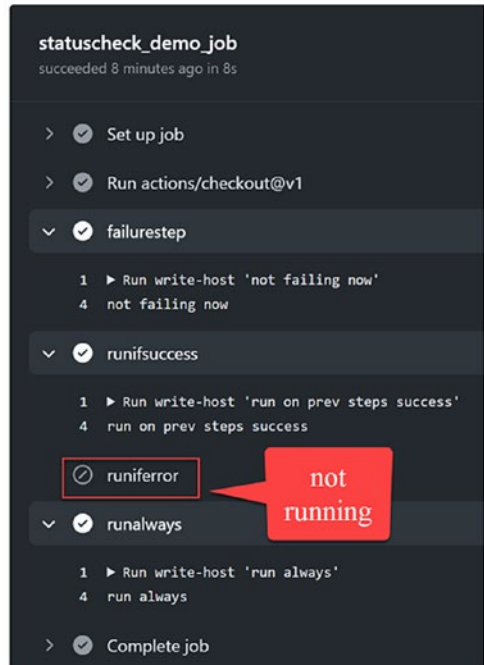 statuscheck_demo_job
succeeded 8 minutes ago in 8s
Set up job
Run actions/checkout@v1
failurestep
1 ▶ Run write-host 'not failing now'
4 not failing now
runifsuccess
1 ▶ Run write-host 'run on prev steps success'
4 run on prev steps success
runiferror
not
running
runalways
1 ▶ Run write-host 'run always'
4 run always
Complete job